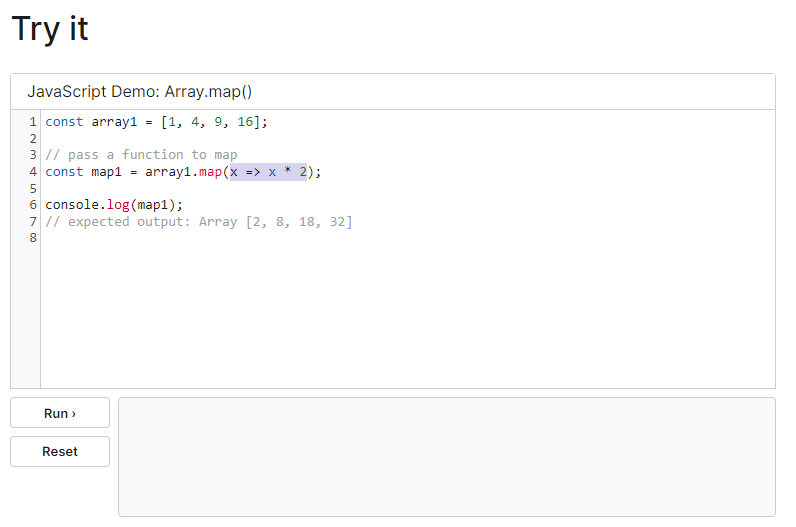 Try it
JavaScript Demo: Array.map()
1 const array1 = [1, 4, 9, 16];
2
3 // pass a function to map
4 const map1 = array1.map(x => x * 2);
5
6 console.log(map1);
7 // expected output: Array [2, 8, 18, 32]
8
Run ›
Reset